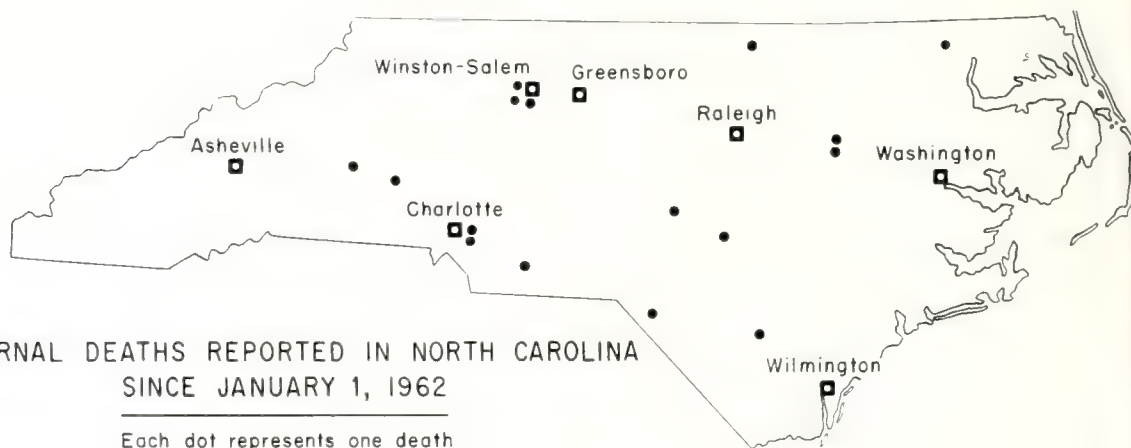 Winston-Salem
Greensboro
Raleigh
Asheville
Washington
Charlotte
RNAL DEATHS REPORTED IN NORTH CAROLINA
SINCE JANUARY 1, 1962
Wilmington
Each dot represents one death